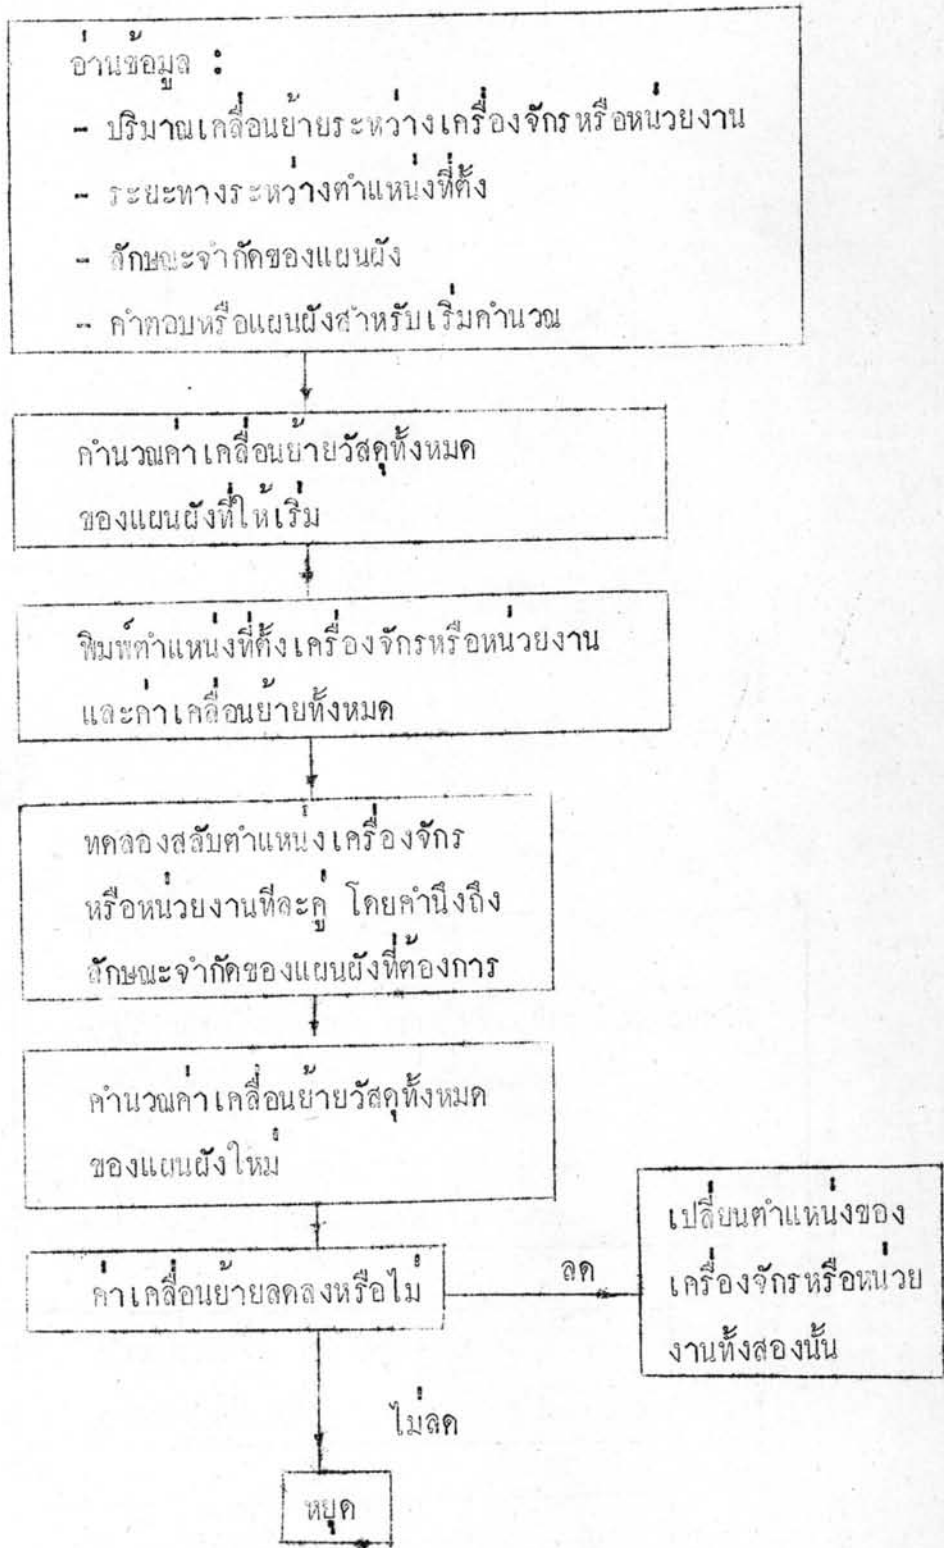 อ่านข้อมูล :
- ปริมาณเคลื่อนย้ายระหว่างเครื่องจักรหรือหน่วยงาน
- ระยะทางระหว่างตำแหน่งที่ตั้ง
- ลักษณะจำกัดของแผนผัง
- คำตอบหรือแผนผังสำหรับเริ่มคำนวณ
คำนวณค่าเคลื่อนย้ายวัสดุทั้งหมด
ของแผนผังที่ให้เริ่ม
พิมพ์ตำแหน่งที่ตั้งเครื่องจักรหรือหน่วยงาน
และค่าเคลื่อนย้ายทั้งหมด
ทดลองสลับตำแหน่งเครื่องจักร
หรือหน่วยงานทีละคู่ โดยคำนึงถึง
ลักษณะจำกัดของแผนผังที่ต้องการ
คำนวณค่าเคลื่อนย้ายวัสดุทั้งหมด
ของแผนผังใหม่
ค่าเคลื่อนย้ายลดลงหรือไม่
ลด
เปลี่ยนตำแหน่งของ
เครื่องจักรหรือหน่วย
งานทั้งสองนั้น
ไม่ลด
หยุด